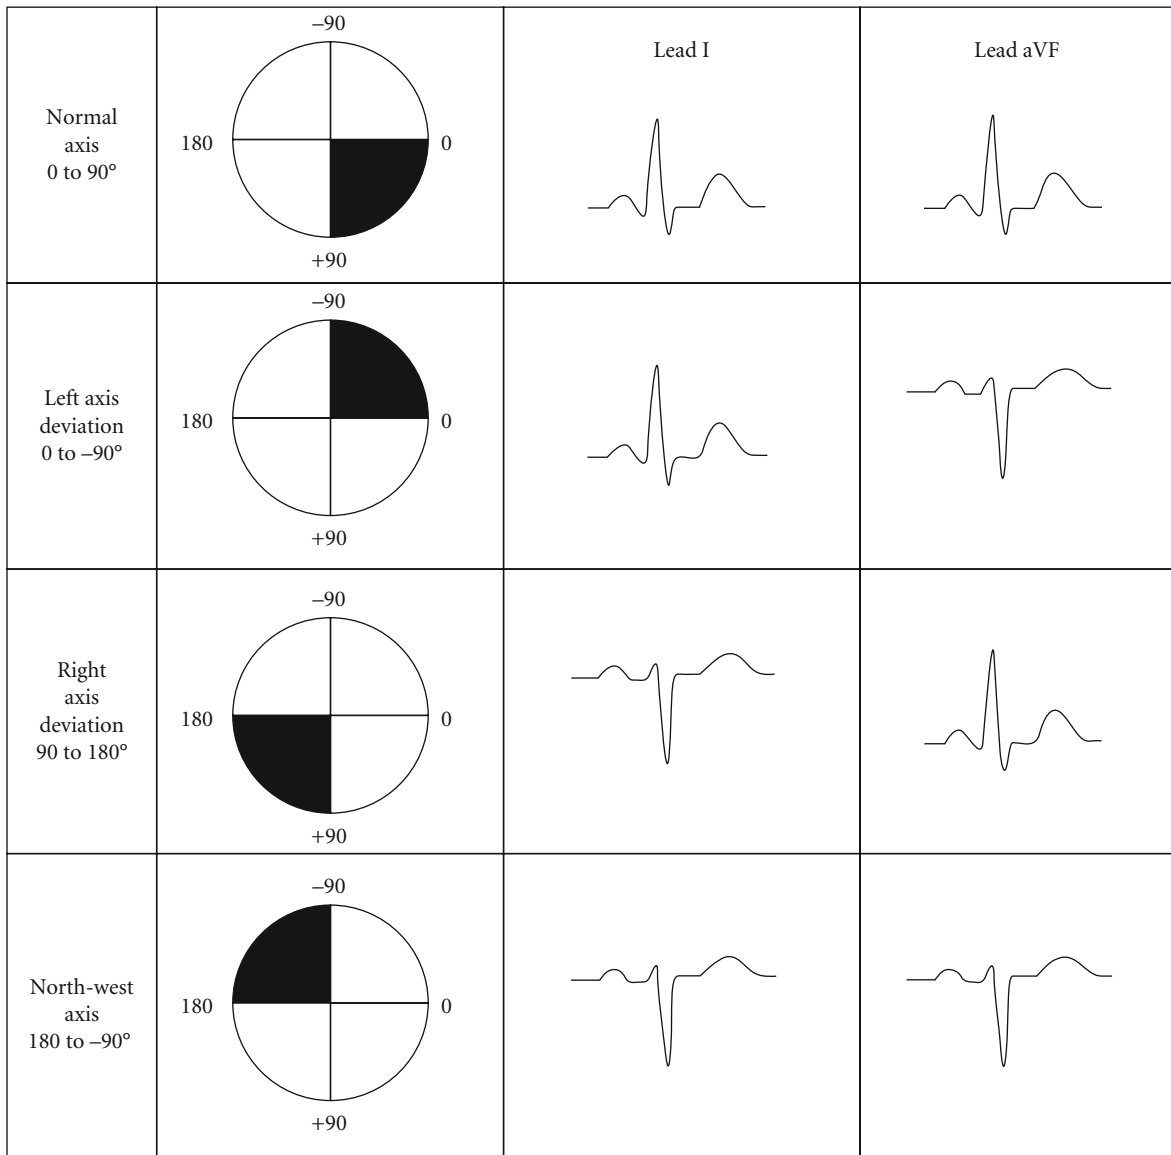 Lead I
Lead aVF
Normal
axis
0 to 90°
–90
180
0
+90
Left axis
deviation
0 to –90°
–90
180
0
+90
Right
axis
deviation
90 to 180°
–90
180
0
+90
North-west
axis
180 to –90°
–90
180
0
+90